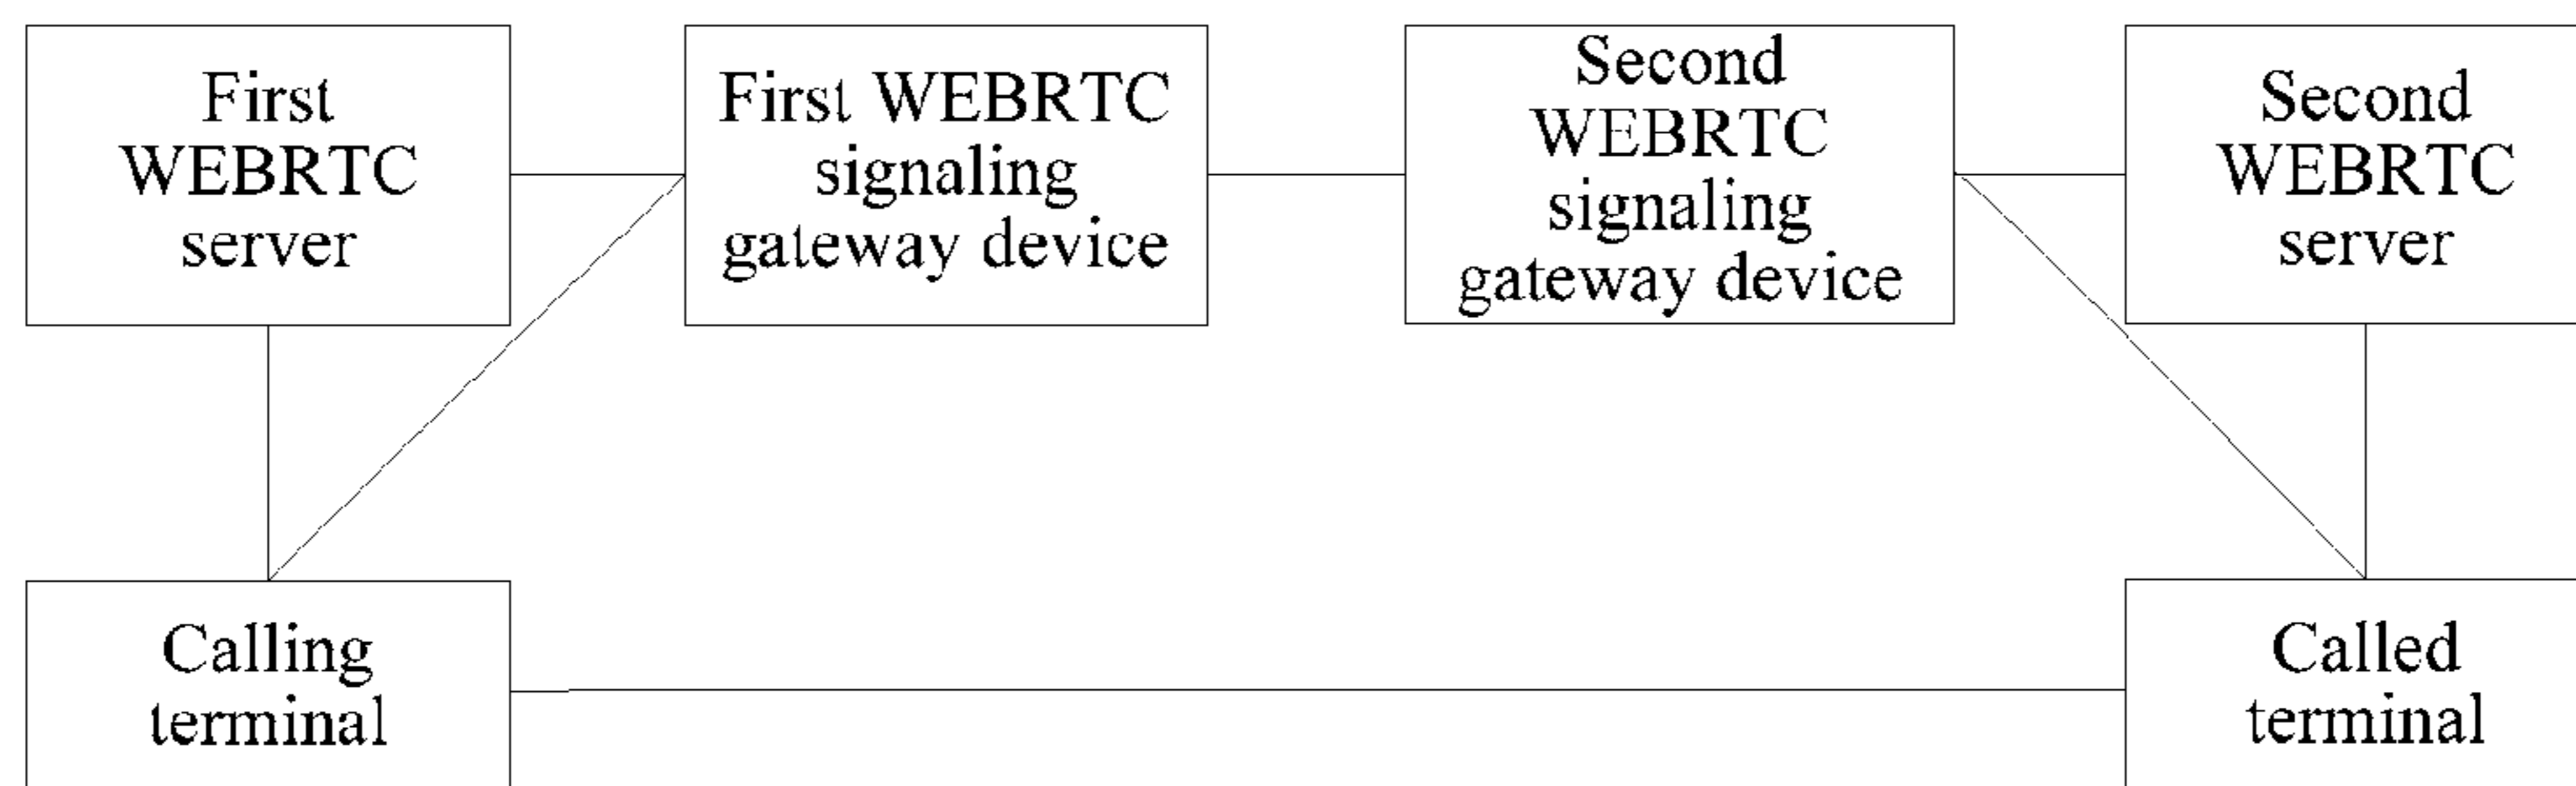 First
WEBRTC
server
First WEBRTC
signaling
gateway device
Second
WEBRTC
signaling
gateway device
Second
WEBRTC
server
Calling
terminal
Called
terminal